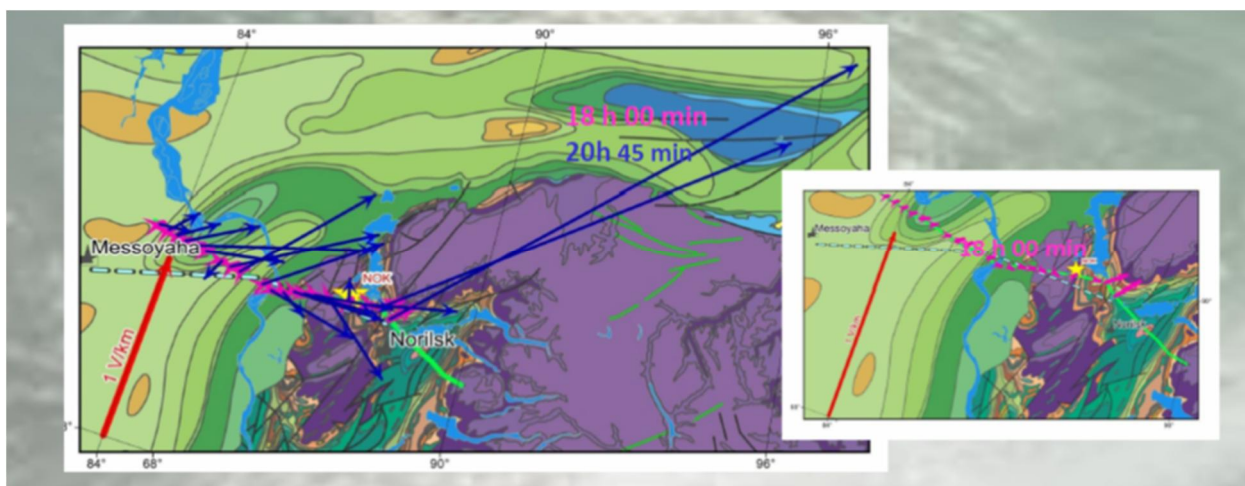 84° 90° 96°
18 h 00 min
20h 45 min
Messoyaha
NOK
Norilsk
1 V/km
84° 68° 90° 96°
Messoyaha
18 h 00 min
Norilsk